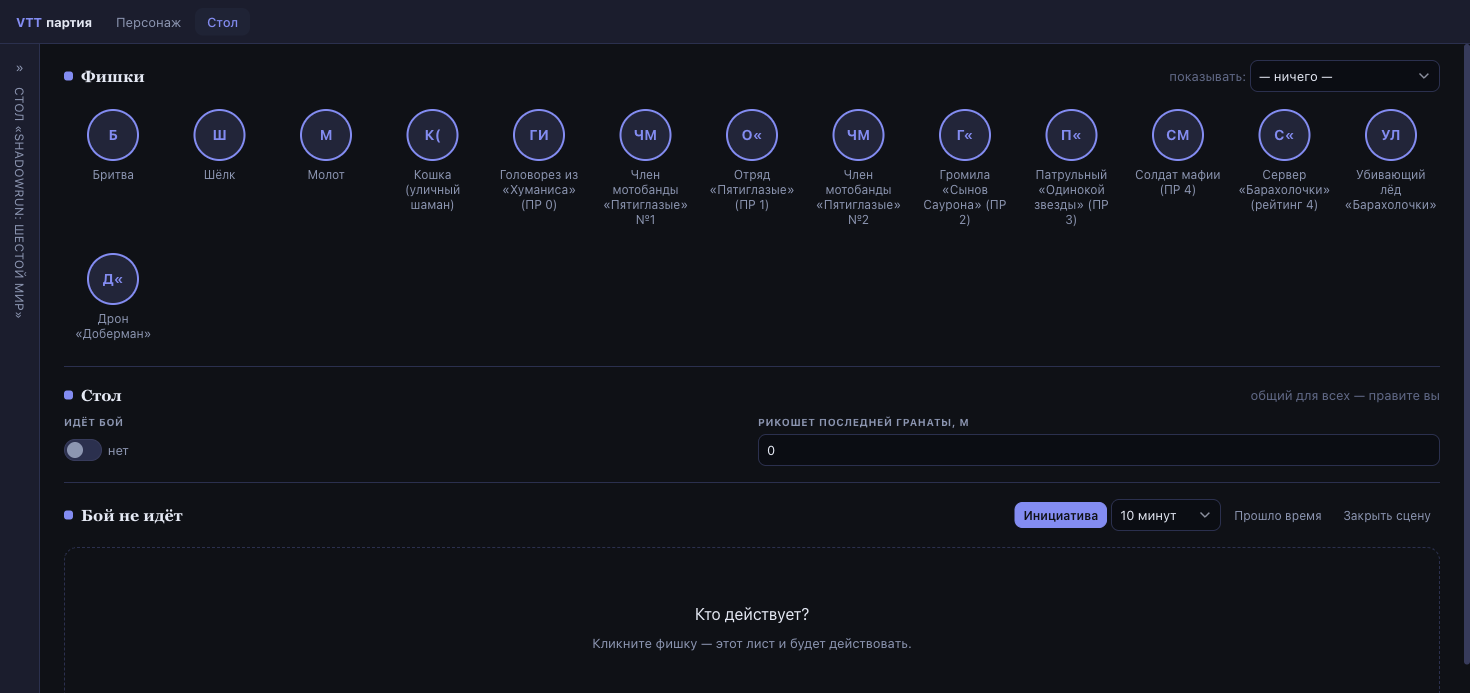 VTT партия Персонаж Стол
»
СТОЛ «SHADOWRUN: ШЕСТОЙ МИР»
Фишки
показывать: — ничего —
Б
Бритва
Ш
Шёлк
М
Молот
К(
Кошка
(уличный
шаман)
ГИ
Головорез из
«Хуманиса»
(ПР 0)
ЧМ
Член
мотобанды
«Пятиглазые»
№1
О«
Отряд
«Пятиглазые»
(ПР 1)
ЧМ
Член
мотобанды
«Пятиглазые»
№2
Г«
Громила
«Сынов
Саурона» (ПР
2)
П«
Патрульный
«Одинокой
звезды» (ПР
3)
СМ
Солдат мафии
(ПР 4)
С«
Сервер
«Барахолочки»
(рейтинг 4)
УЛ
Убивающий
лёд
«Барахолочки»
Д«
Дрон
«Доберман»
Стол
общий для всех — правите вы
ИДЁТ БОЙ
нет
РИКОШЕТ ПОСЛЕДНЕЙ ГРАНАТЫ, М
0
Бой не идёт
Инициатива 10 минут Прошло время Закрыть сцену
Кто действует?
Кликните фишку — этот лист и будет действовать.